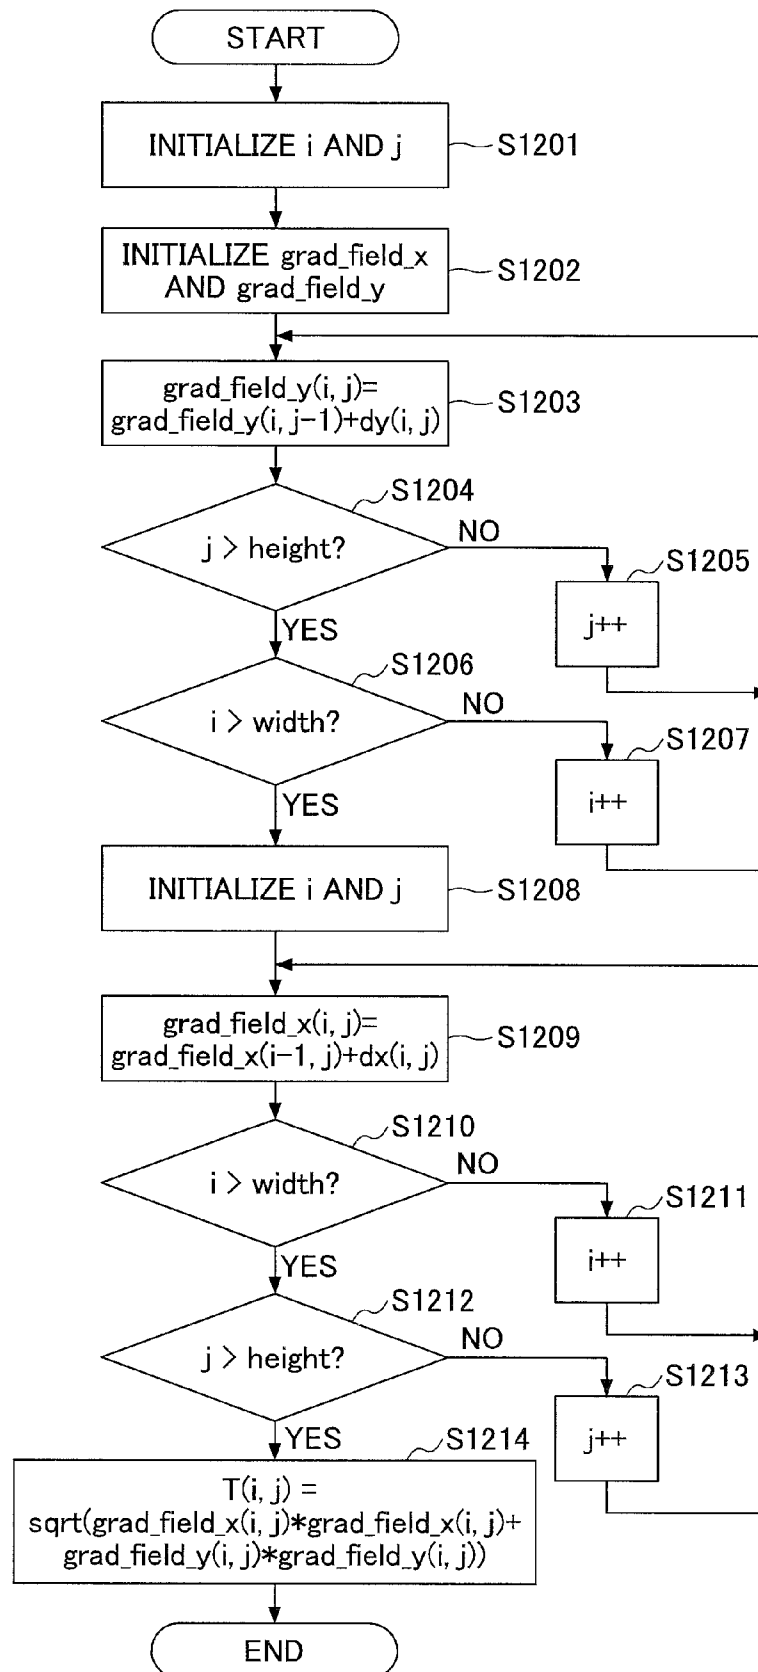 START
INITIALIZE i AND j
S1201
INITIALIZE grad_field_x
AND grad_field_y
S1202
grad_field_y(i, j)=
grad_field_y(i, j-1)+dy(i, j)
S1203
S1204
j > height?
NO
S1205
j++
YES
S1206
i > width?
NO
S1207
i++
YES
INITIALIZE i AND j
S1208
grad_field_x(i, j)=
grad_field_x(i-1, j)+dx(i, j)
S1209
S1210
i > width?
NO
S1211
i++
YES
S1212
j > height?
NO
S1213
j++
YES
S1214
T(i, j) =
sqrt(grad_field_x(i, j)*grad_field_x(i, j)+
grad_field_y(i, j)*grad_field_y(i, j))
END